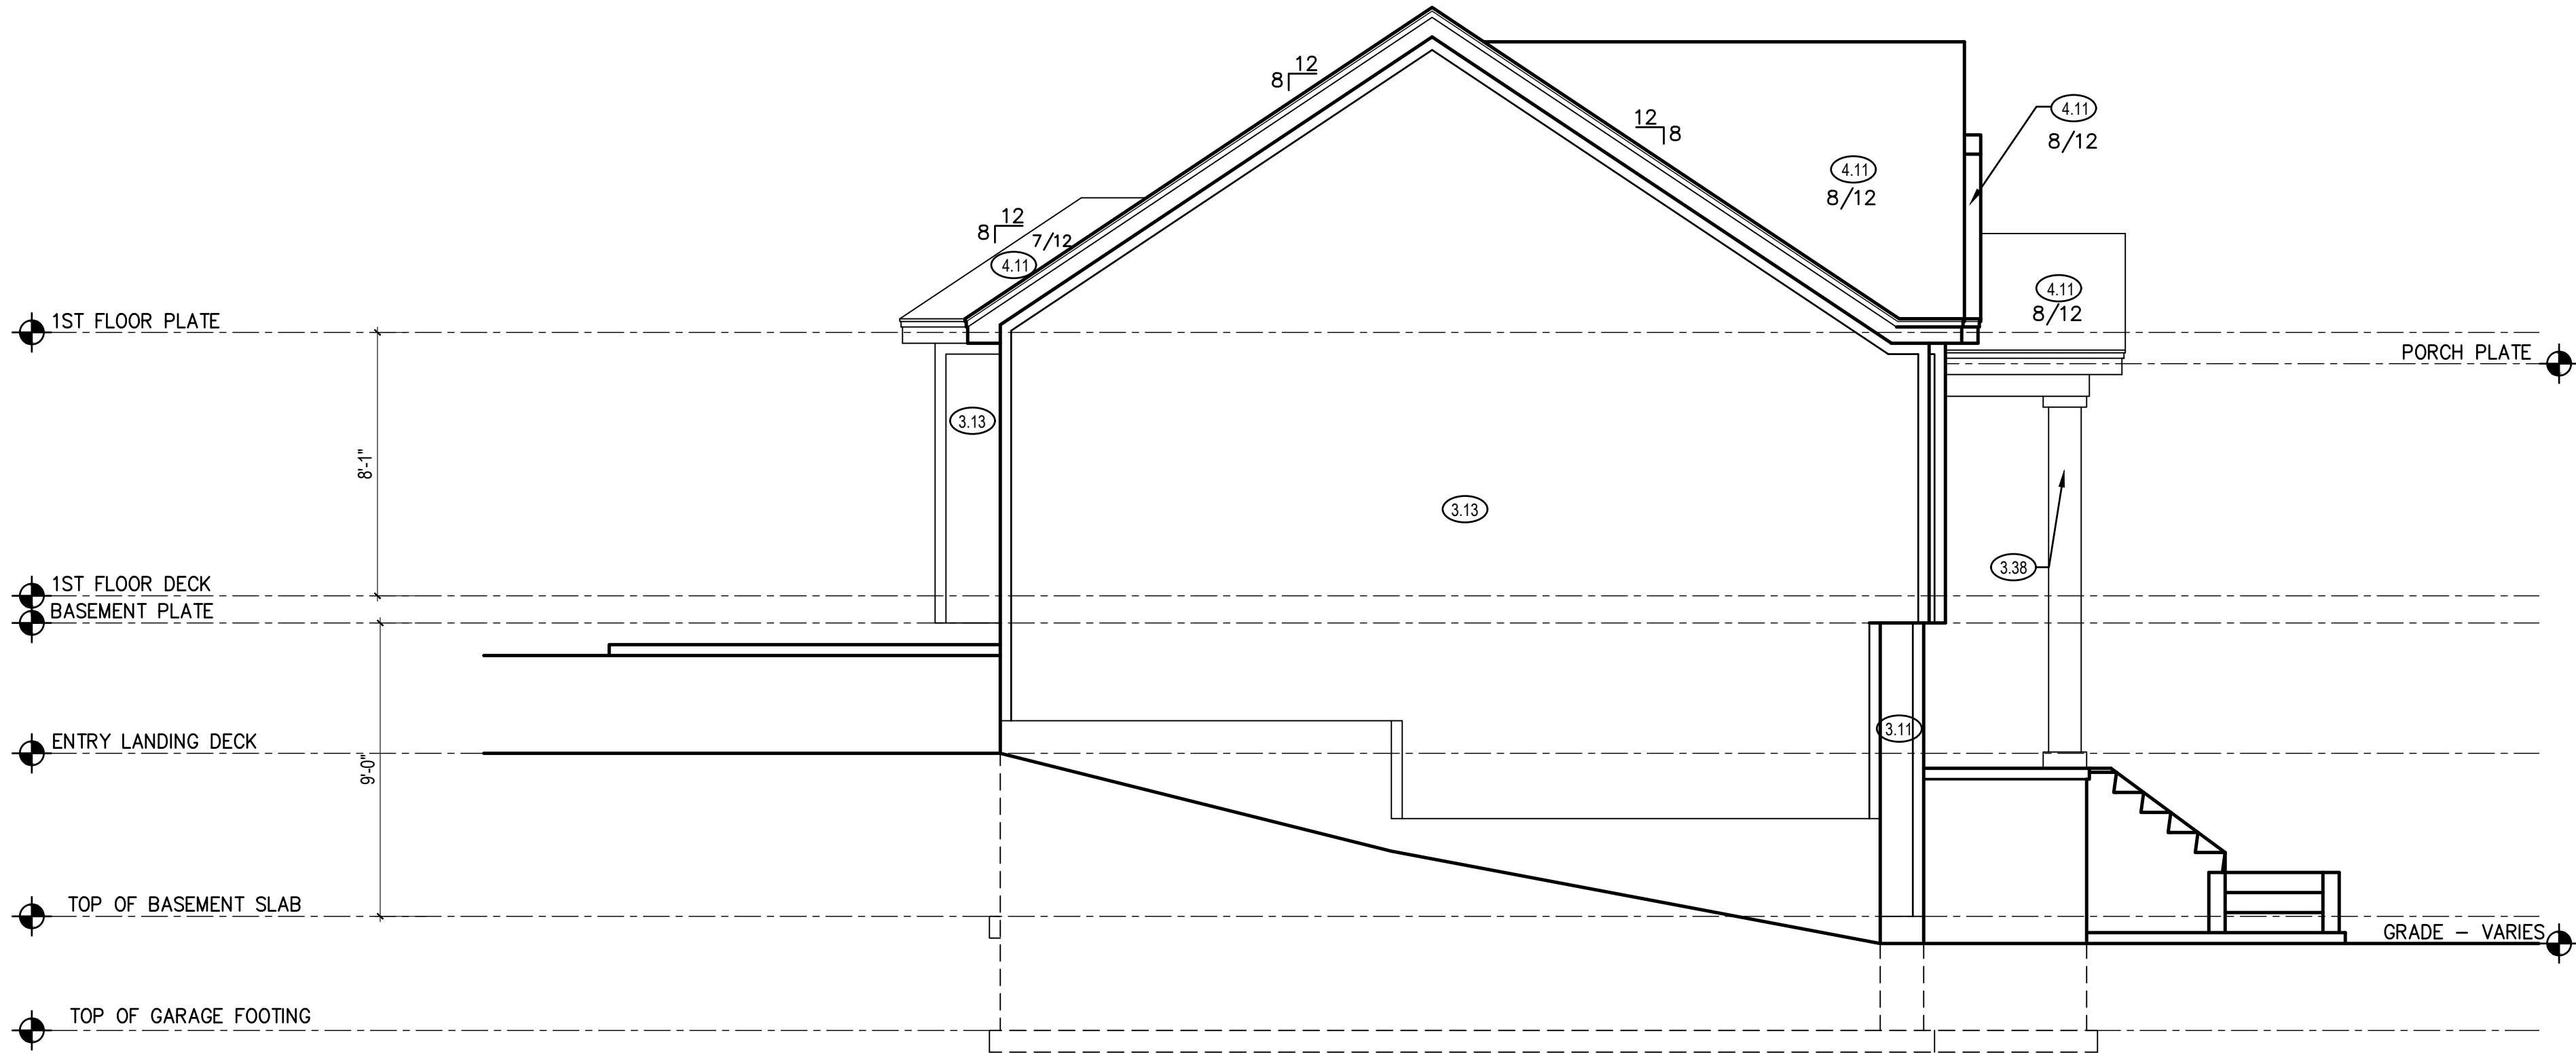 12
8
12
8
4.11
8/12
4.11
8/12
12
8
7/12
4.11
4.11
8/12
1ST FLOOR PLATE
PORCH PLATE
3.13
8'-1"
3.13
3.38
1ST FLOOR DECK
BASEMENT PLATE
3.11
ENTRY LANDING DECK
9'-0"
TOP OF BASEMENT SLAB
GRADE - VARIES
TOP OF GARAGE FOOTING